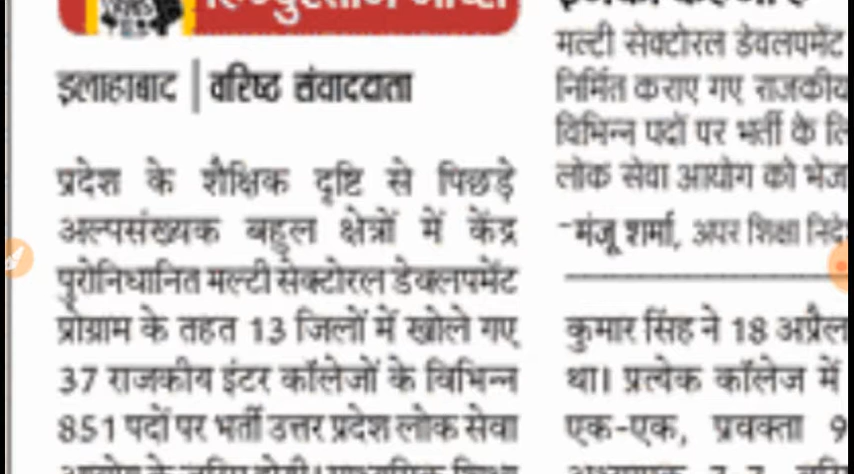 इलाहाबाद | वरिष्ठ संवाददाता
प्रदेश के शैक्षिक दृष्टि से पिछड़े
अल्पसंख्यक बहुल क्षेत्रों में केंद्र
पुरोनिधानित मल्टी सेक्टोरल डेवलपमेंट
प्रोग्राम के तहत 13 जिलों में खोले गए
37 राजकीय इंटर कॉलेजों के विभिन्न
851 पदों पर भर्ती उत्तर प्रदेश लोक सेवा
मल्टी सेक्टोरल डेवलपमेंट
निर्मित कराए गए राजकीय
विभिन्न पदों पर भर्ती के
लोक सेवा आयोग को
-मंजू शर्मा, अपर शिक्षा
कुमार सिंह ने 18 अप्रैल
था। प्रत्येक कॉलेज में
एक-एक, प्रवक्ता 9